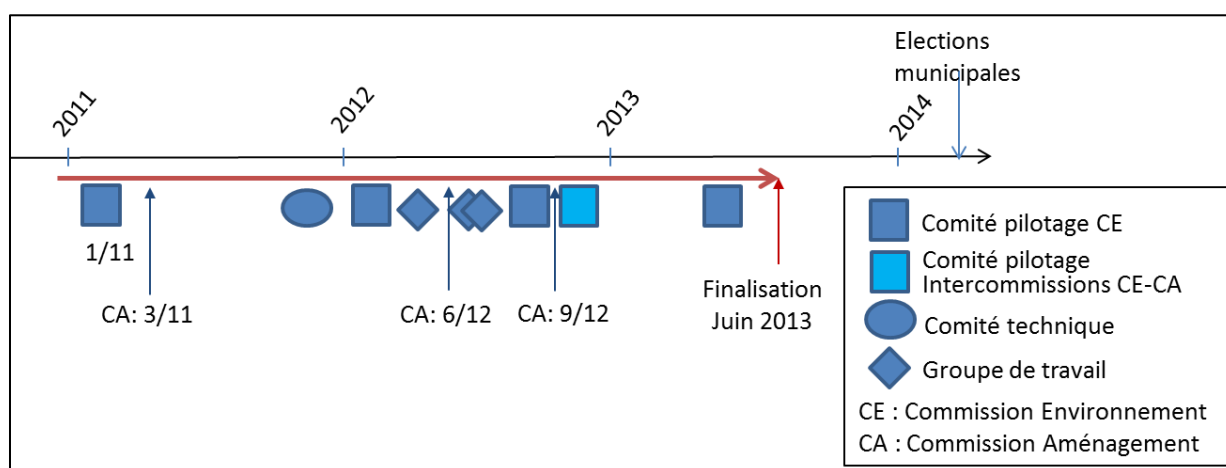 Elections
municipales
2011
2012
2013
2014
1/11
CA: 3/11
CA: 6/12
CA: 9/12
Finalisation
Juin 2013
Comité pilotage CE
Comité pilotage
Intercommissions CE-CA
Comité technique
Groupe de travail
CE : Commission Environnement
CA : Commission Aménagement